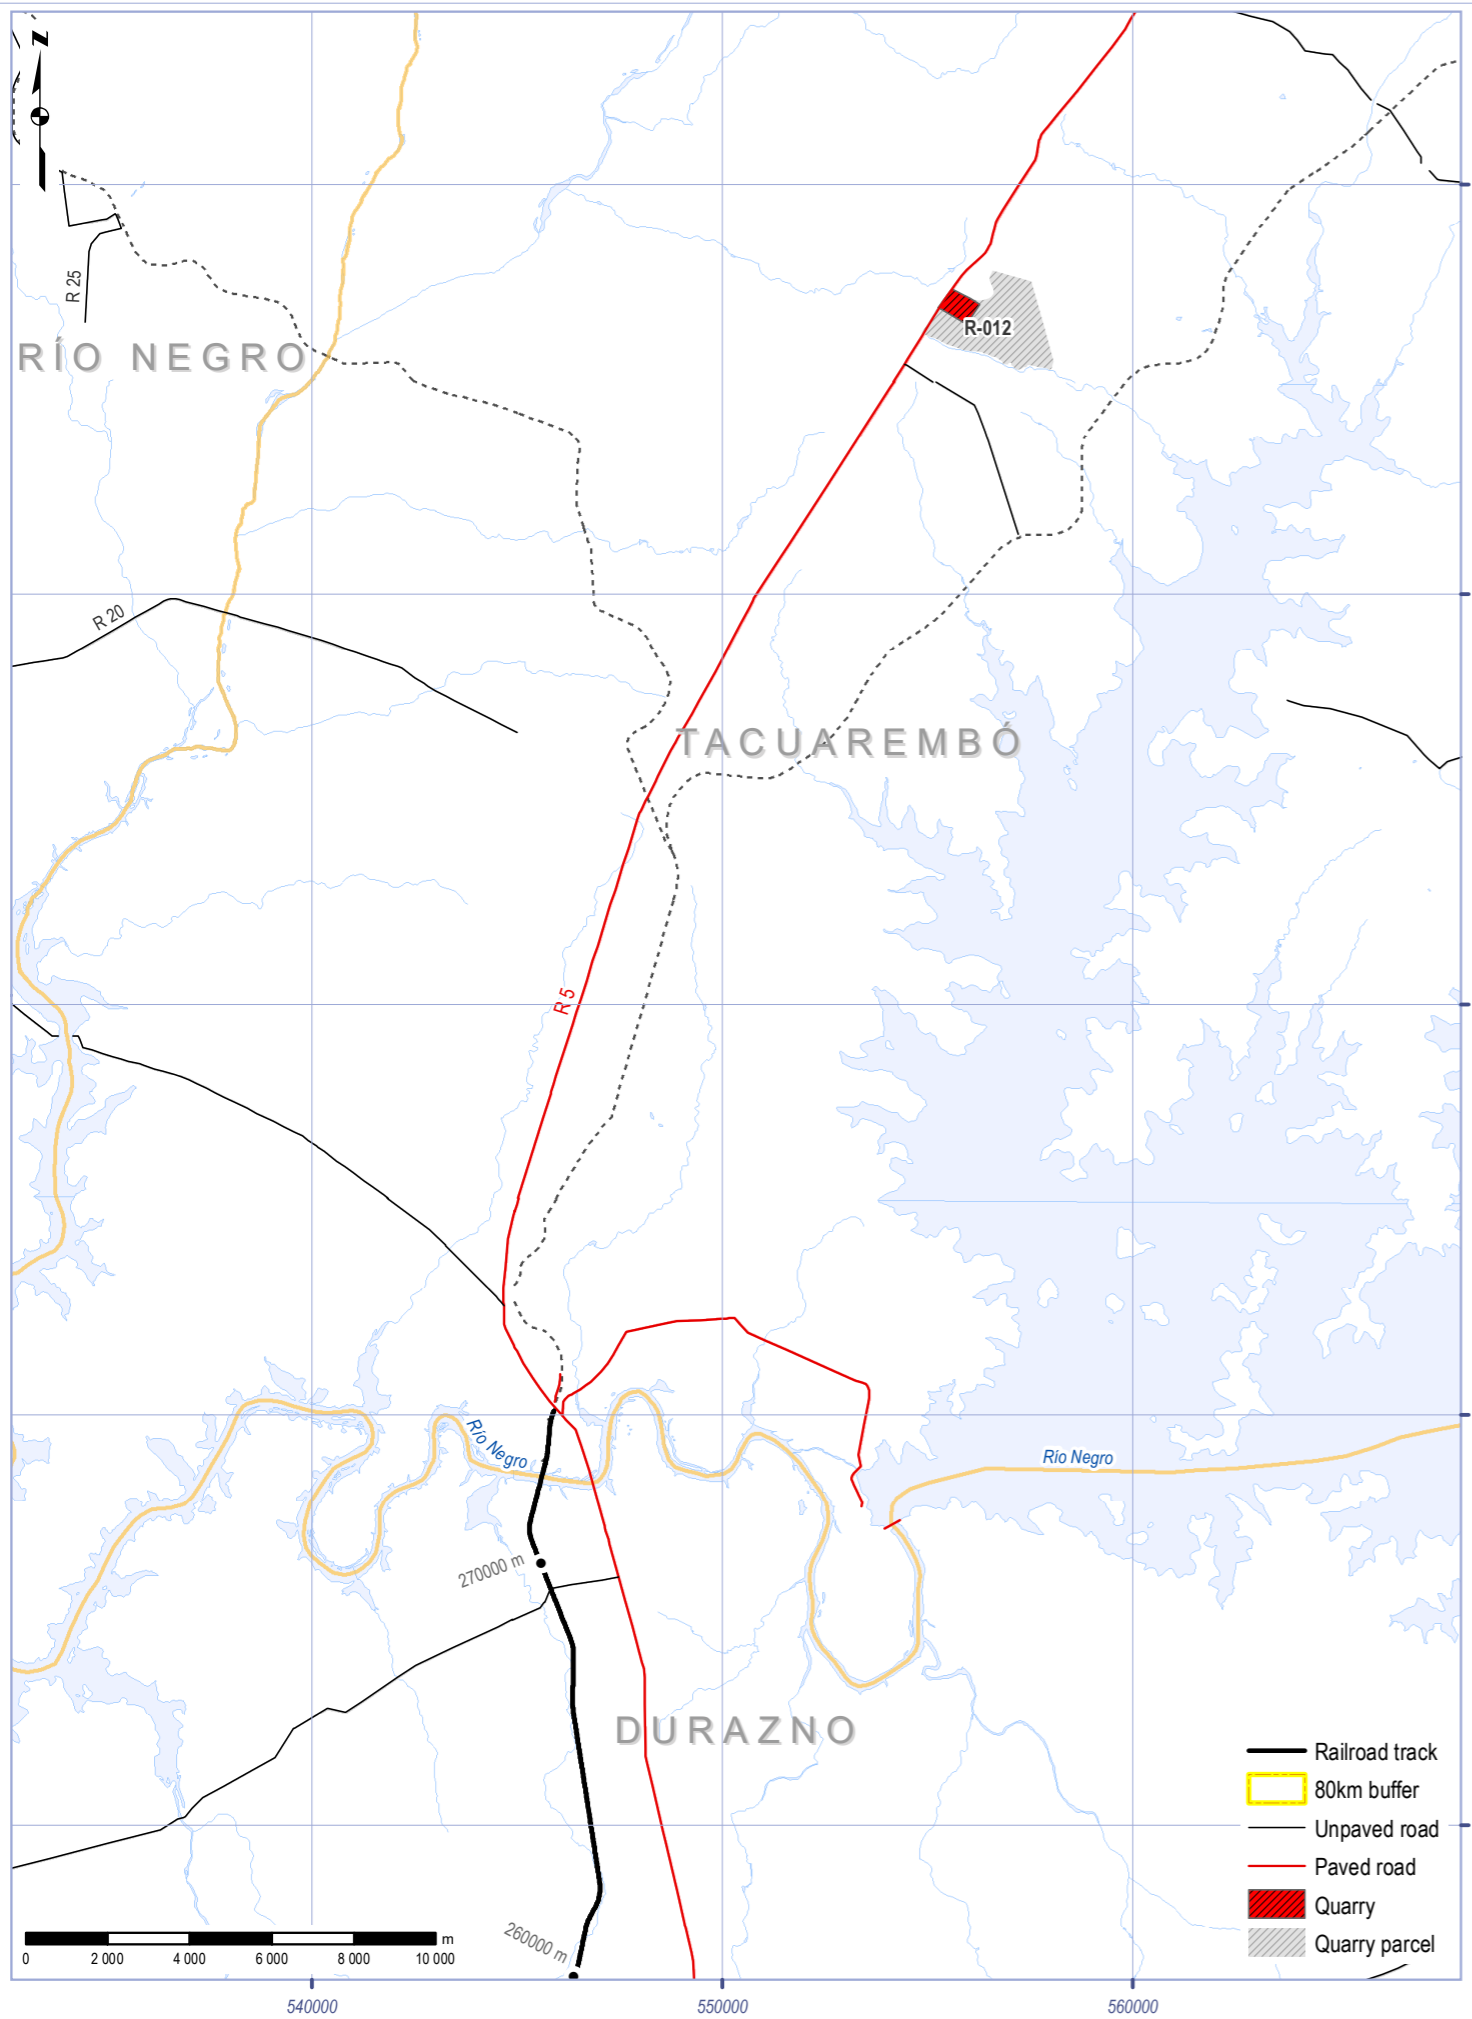 N
R 25
R-012
RÍO NEGRO
R 20
TACUAREMBÓ
R 5
Río Negro
Río Negro
270000 m
DURAZNO
Railroad track
80km buffer
Unpaved road
Paved road
Quarry
Quarry parcel
260000 m
m
0 2 000 4 000 6 000 8 000 10 000
540000 550000 560000